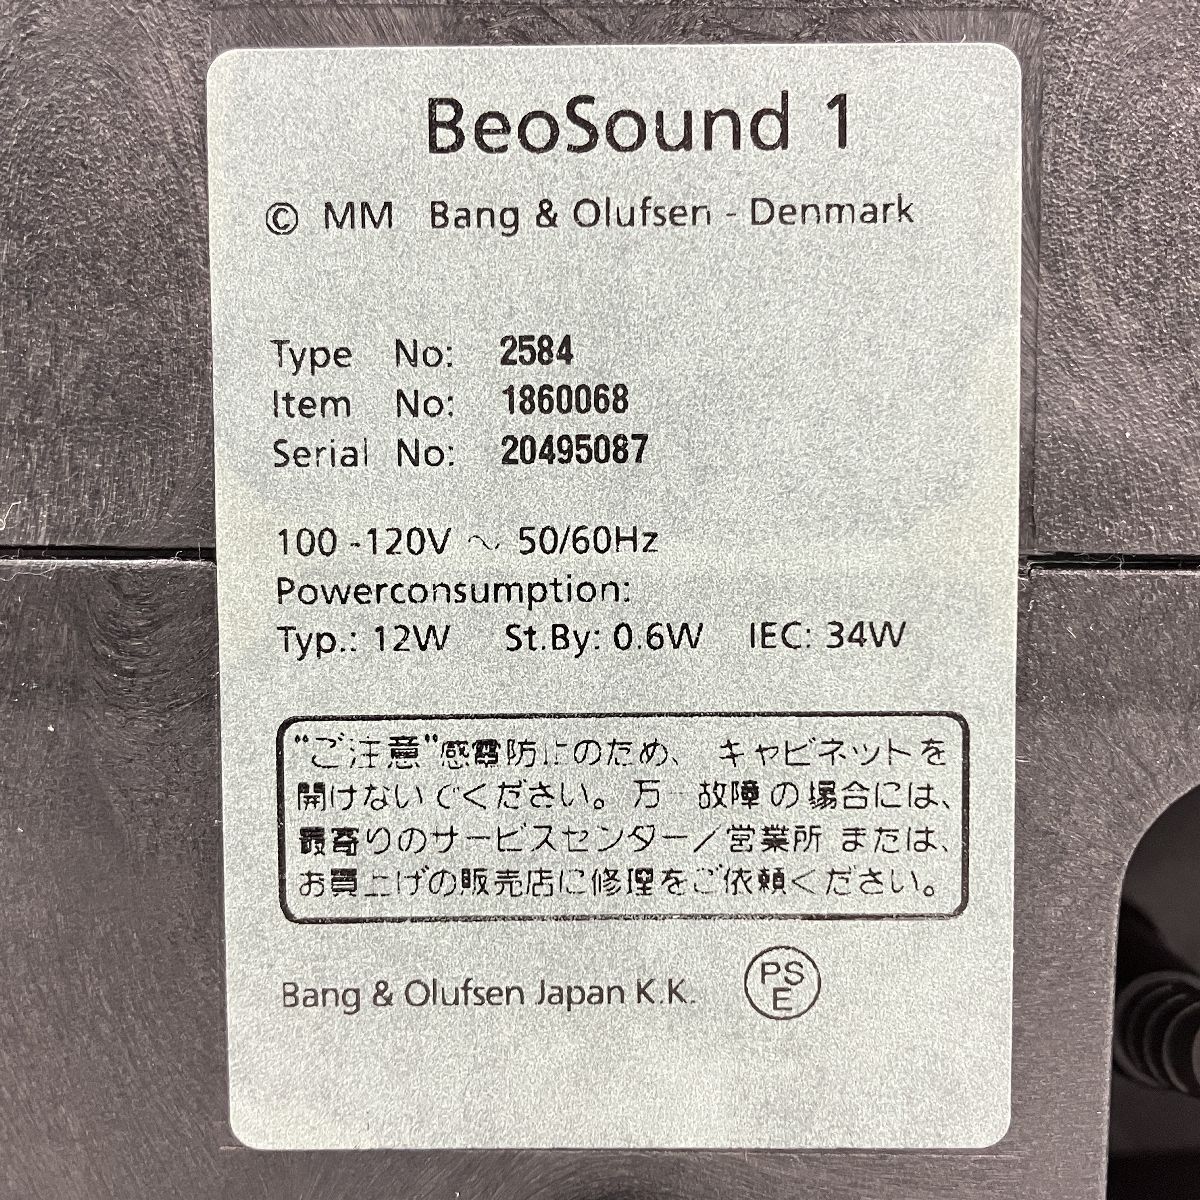 BeoSound 1
© MM Bang & Olufsen - Denmark
Type No: 2584
Item No: 1860068
Serial No: 20495087
100 -120V ~ 50/60Hz
Powerconsumption:
Typ.: 12W St.By: 0.6W IEC: 34W
"ご注意"感電防止のため、キャビネットを
開けないでください。万一故障の場合には、
最寄りのサービスセンター/営業所または、
お買上げの販売店に修理をご依頼ください。
Bang & Olufsen Japan K.K.
PS
E